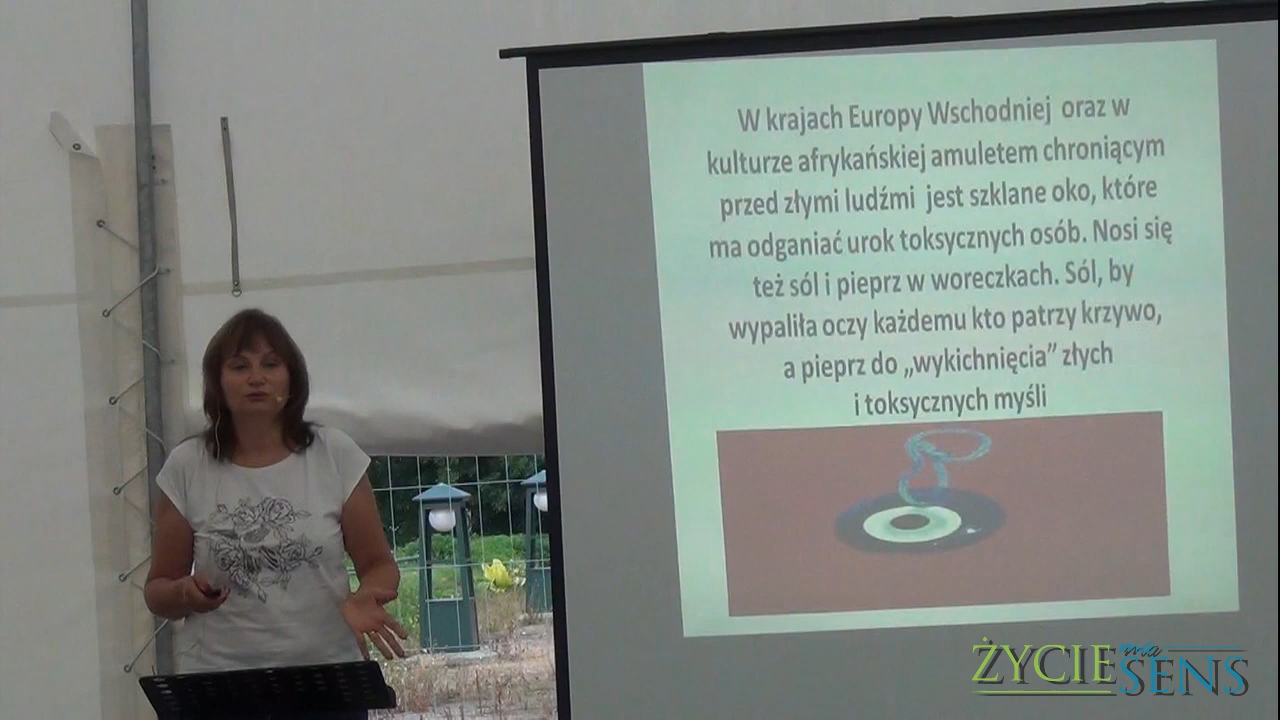 W krajach Europy Wschodniej oraz w
kulturze afrykańskiej amuletem chroniącym
przed złymi ludźmi jest szklane oko, które
ma odganiać urok toksycznych osób. Nosi się
też sól i pieprz w woreczkach. Sól, by
wypaliła oczy każdemu kto patrzy krzywo,
a pieprz do „wykichnięcia” złych
i toksycznych myśli
ŻYCIE ma SENS